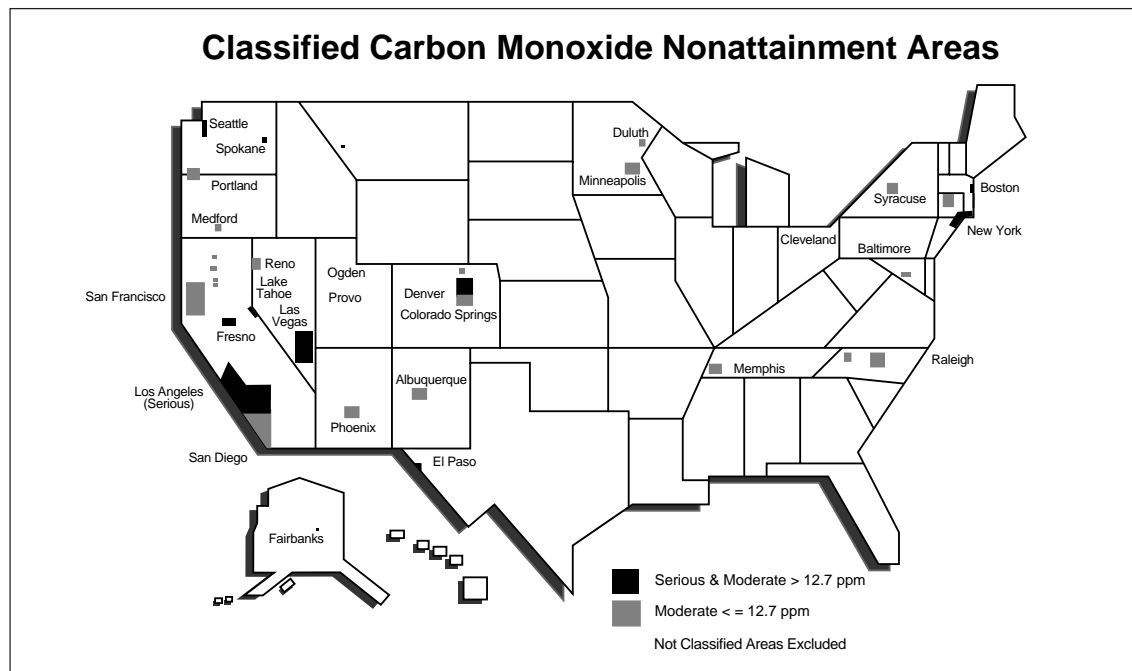 Classified Carbon Monoxide Nonattainment Areas
Seattle
Spokane
Portland
Medford
Duluth
Minneapolis
Syracuse
Boston
New York
Cleveland
Baltimore
Reno
Lake
Tahoe
Las
Vegas
Ogden
Provo
Denver
Colorado Springs
San Francisco
Fresno
Los Angeles
(Serious)
San Diego
Phoenix
Albuquerque
El Paso
Memphis
Raleigh
Fairbanks
Serious & Moderate > 12.7 ppm
Moderate < = 12.7 ppm
Not Classified Areas Excluded